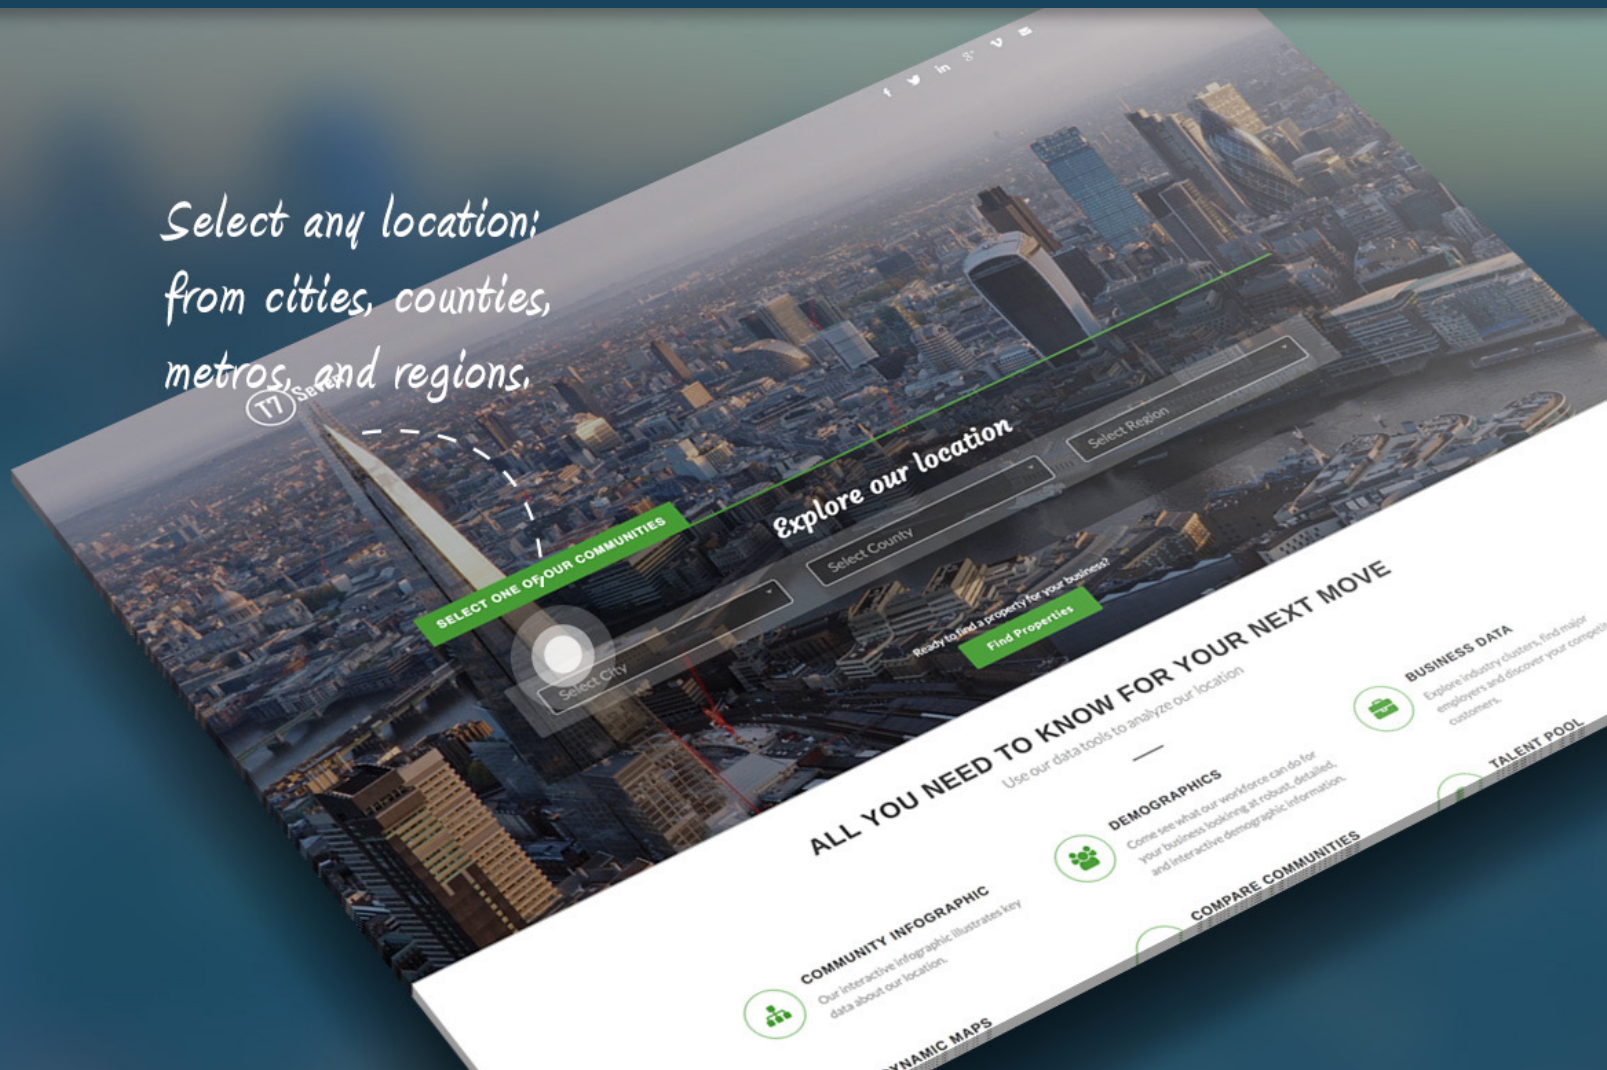 Select any location:
from cities, counties,
metros, and regions.
T7 Seven
SELECT ONE OF OUR COMMUNITIES
Explore our location
Select City
Select County
Select Region
Ready to find a property for your business?
Find Properties
ALL YOU NEED TO KNOW FOR YOUR NEXT MOVE
Use our data tools to analyze our location
COMMUNITY INFOGRAPHIC
Our interactive infographic illustrates key
data about our location.
DEMOGRAPHICS
Come see what our workforce can do for
your business lookinng at robust, detailed,
and interactive demographic information.
BUSINESS DATA
Explore industry clusters, find major
employers and discover your
customers.
COMPARE COMMUNITIES
TALENT POOL
MAPS